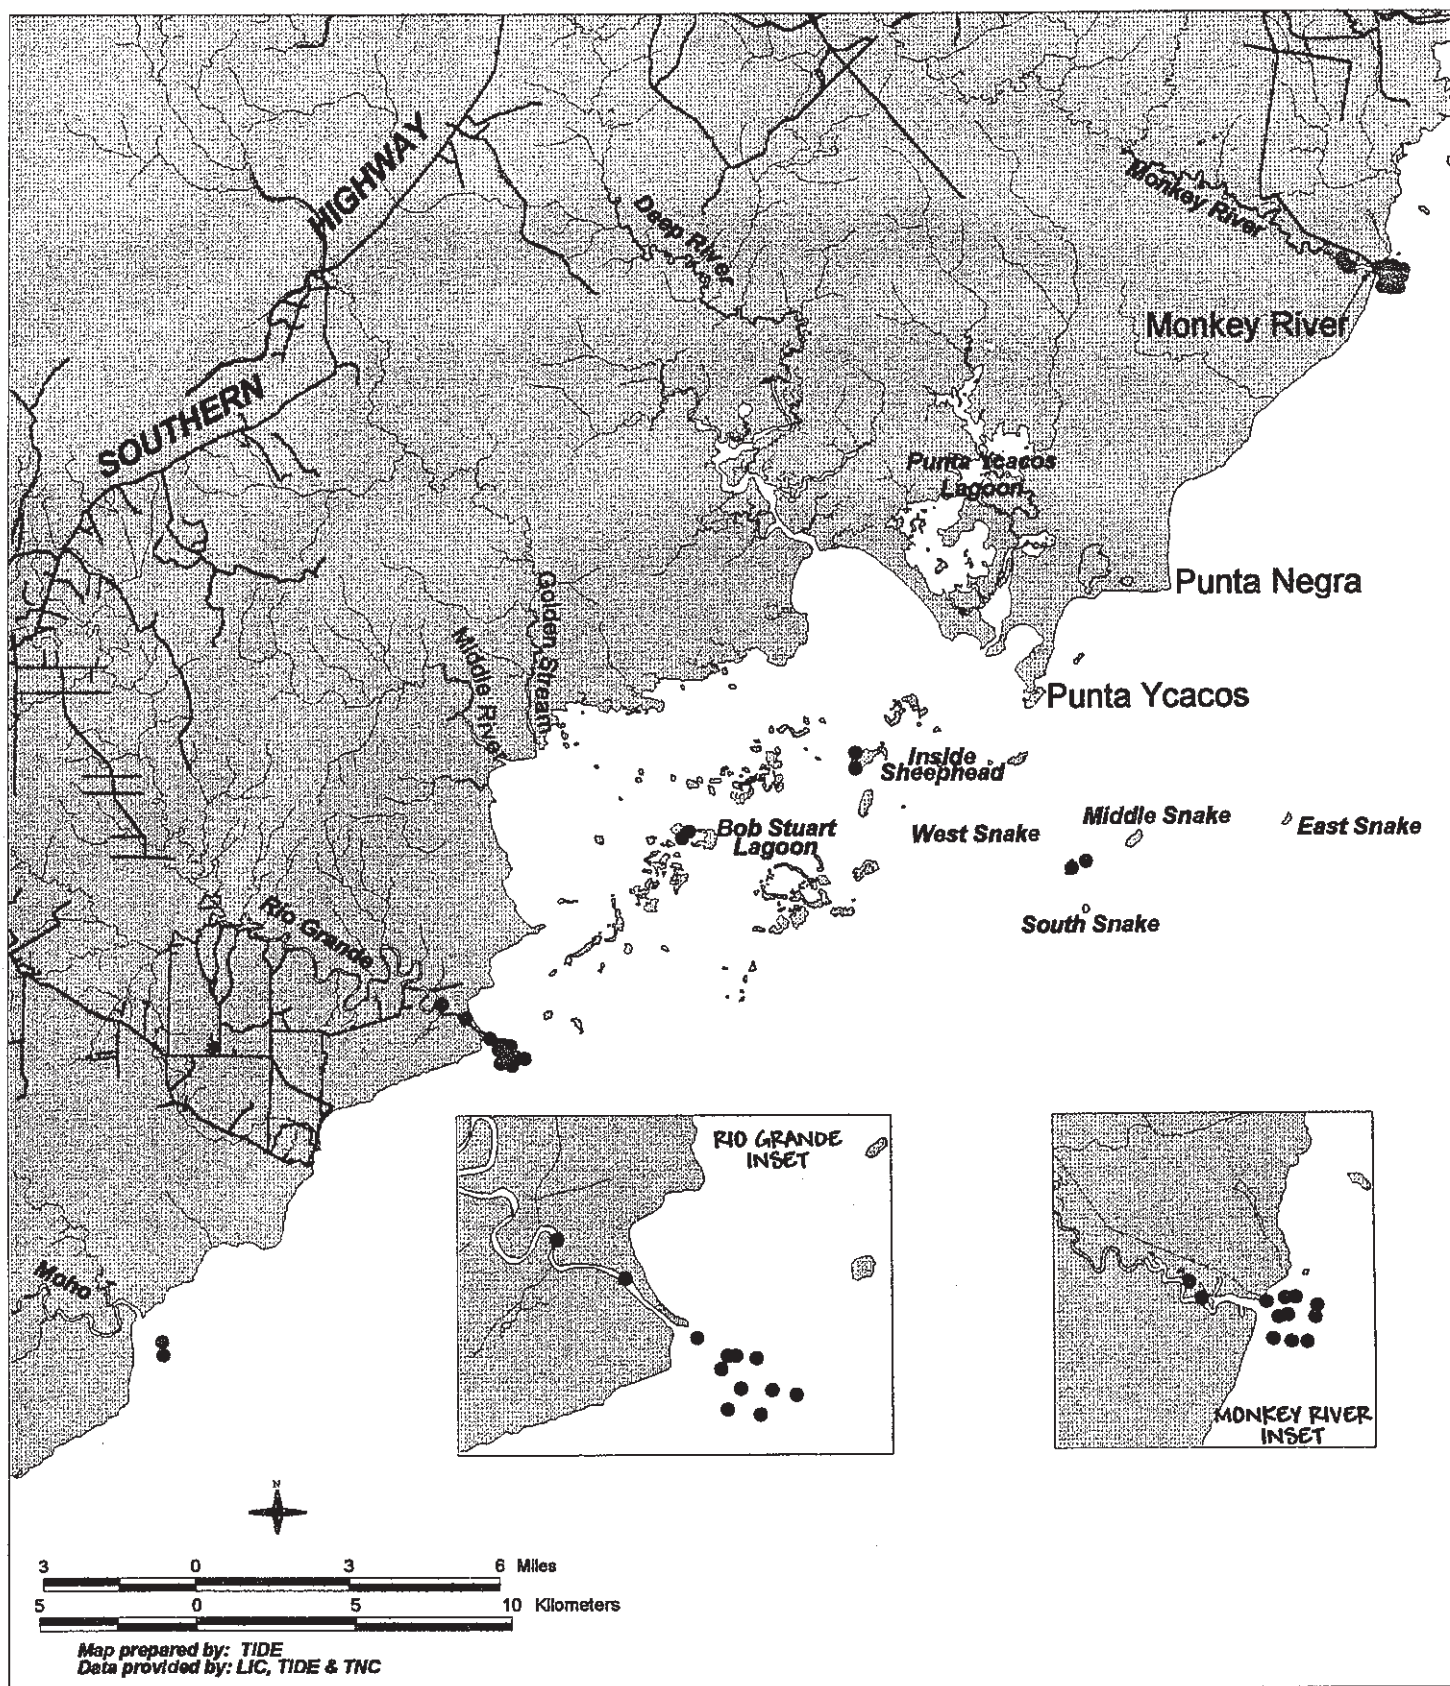 HIGHWAY
SOUTHERN
Deep River
Monkey River
Monkey River
Punta Ycacos
Lagoon
Punta Negra
Golden Stream
Middle River
Punta Ycacos
Inside
Sheephead
Bob Stuart
Lagoon
West Snake
Middle Snake
East Snake
South Snake
Rio Grande
RIO GRANDE
INSET
Moho
MONKEY RIVER
INSET
N
3 0 3 6 Miles
5 0 5 10 Kilometers
Map prepared by: TIDE
Data provided by: LIC, TIDE & TNC